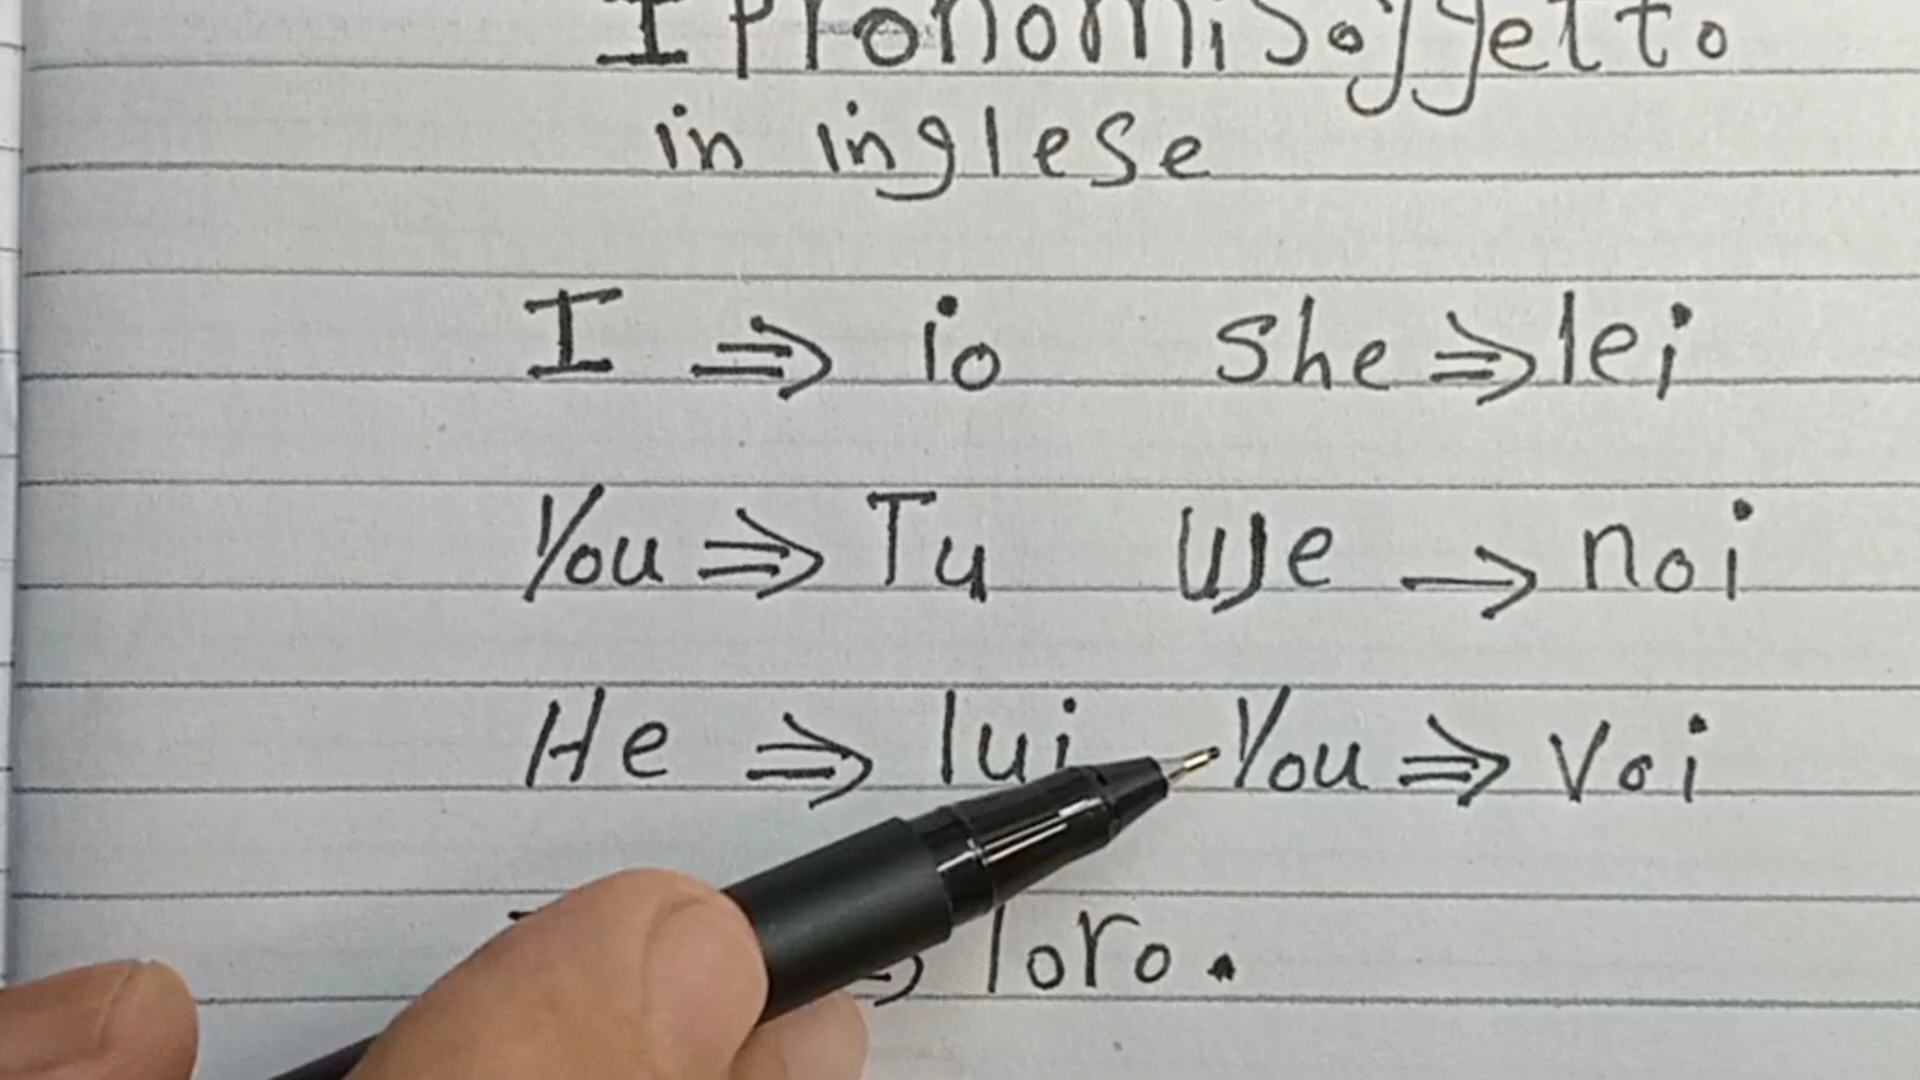 I Pronomi Soggetto
in inglese
I ⇒ io She ⇒ lei
You ⇒ Tu We → noi
He ⇒ lui You ⇒ Voi
⇒ loro.